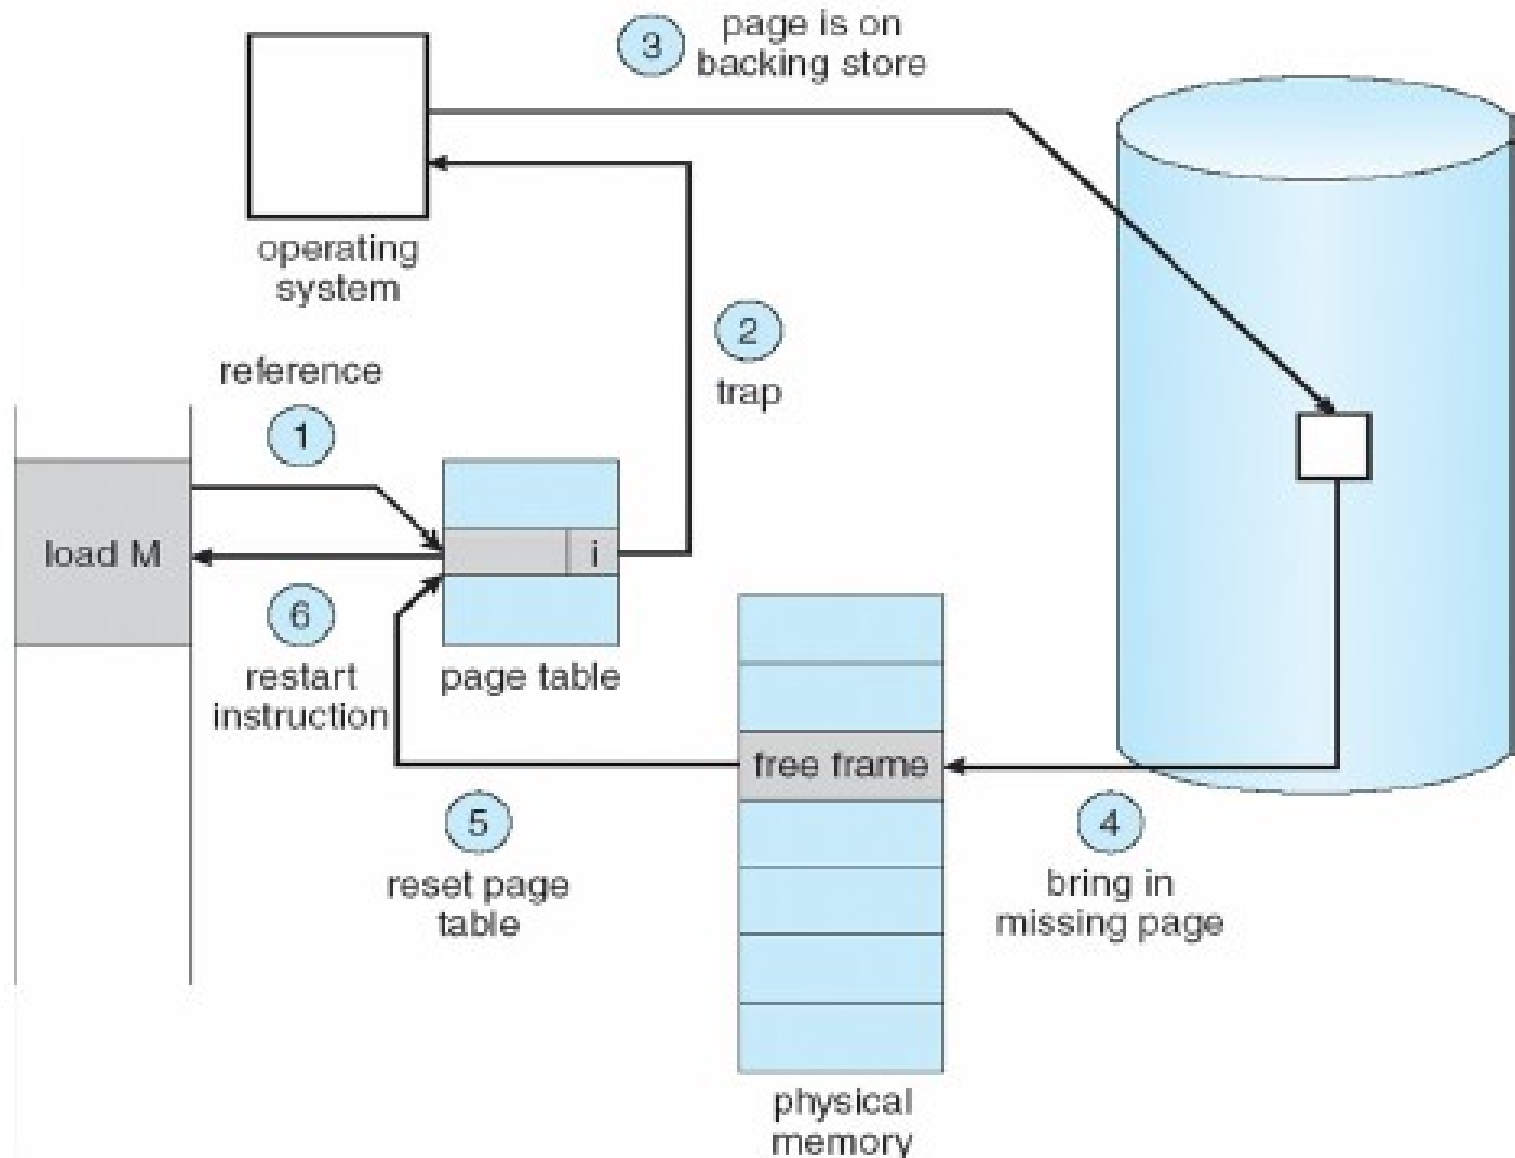 3
page is on
backing store
operating
system
2
trap
reference
1
load M
i
6
restart
instruction
page table
free frame
5
reset page
table
4
bring in
missing page
physical
memory